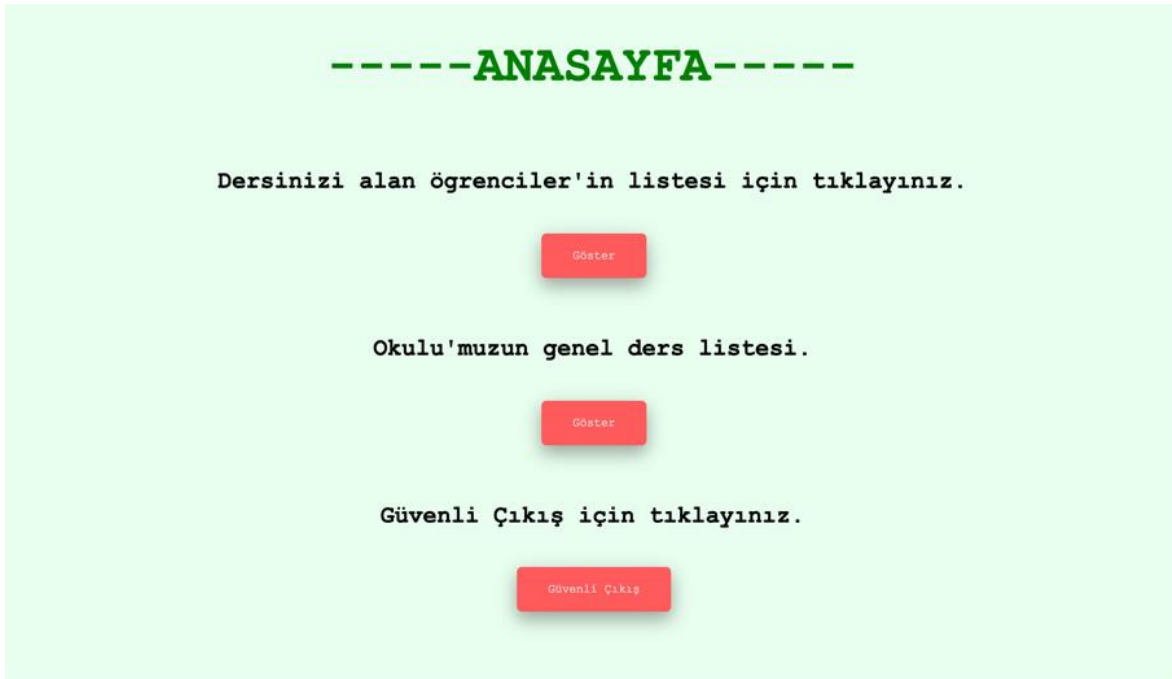 -----ANASAYFA-----
Dersinizi alan ögrenciler'in listesi için tıklayınız.
Göster
Okulu'muzun genel ders listesi.
Göster
Güvenli Çıkış için tıklayınız.
Güvenli Çıkış